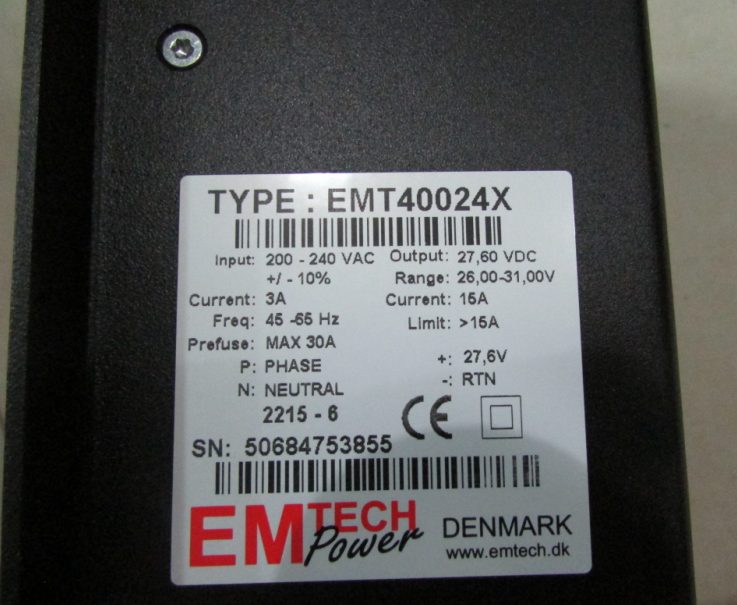 TYPE : EMT40024X
Input: 200 - 240 VAC Output: 27,60 VDC
+/- 10% Range: 26,00-31,00V
Current: 3A Current: 15A
Freq: 45 -65 Hz Limit: >15A
Prefuse: MAX 30A
P: PHASE +: 27,6V
N: NEUTRAL -: RTN
2215 - 6 CE
SN: 50684753855
EMTECH Power DENMARK
www.emtech.dk